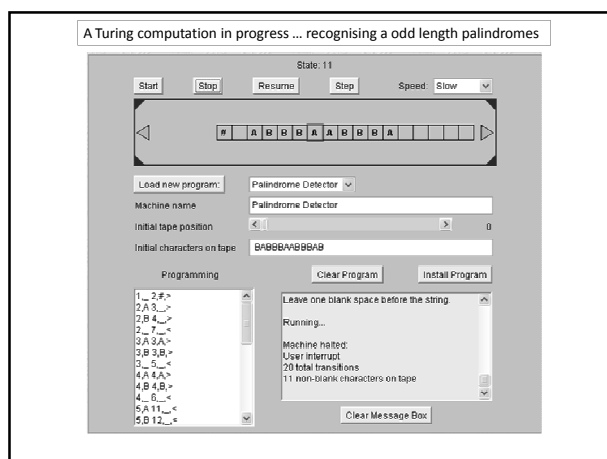 A Turing computation in progress ... recognising a odd length palindromes
State: 11
Start Stop Resume Step Speed: Slow
# A B B B A A B B B A
Load new program: Palindrome Detector
Machine name Palindrome Detector
Initial tape position 0
Initial characters on tape BABBBAABBBAB
Programming Clear Program Install Program
1,_ 2,#,>
2,A 3,_,>
2,B 4,_,>
2,_ 7,_,<
3,A 3,A,>
3,B 3,B,>
3,_ 5,_,<
4,A 4,A,>
4,B 4,B,>
4,_ 6,_,<
5,A 11,_,<
5,B 12,_,<
Leave one blank space before the string.
Running...
Machine halted:
User interrupt
20 total transitions
11 non-blank characters on tape
Clear Message Box